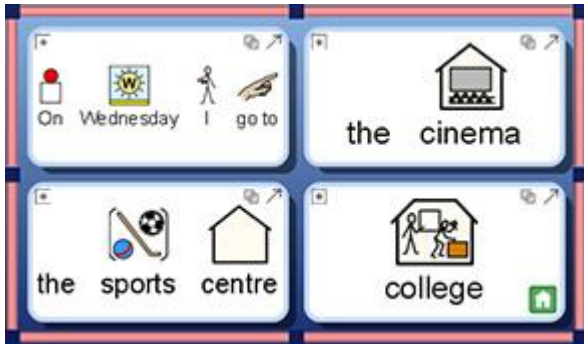 On Wednesday I go to
the cinema
the sports centre
college